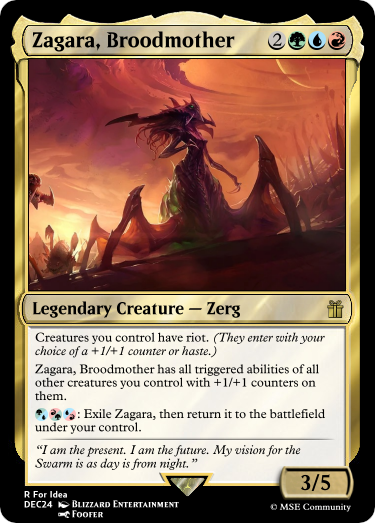 Zagara, Broodmother 2
Legendary Creature — Zerg
Creatures you control have riot. (They enter with your
choice of a +1/+1 counter or haste.)
Zagara, Broodmother has all triggered abilities of all
other creatures you control with +1/+1 counters on
them.
: Exile Zagara, then return it to the battlefield
under your control.
“I am the present. I am the future. My vision for the
Swarm is as day is from night.”
3/5
R For Idea
DEC24 Blizzard Entertainment
Foofer
© MSE Community